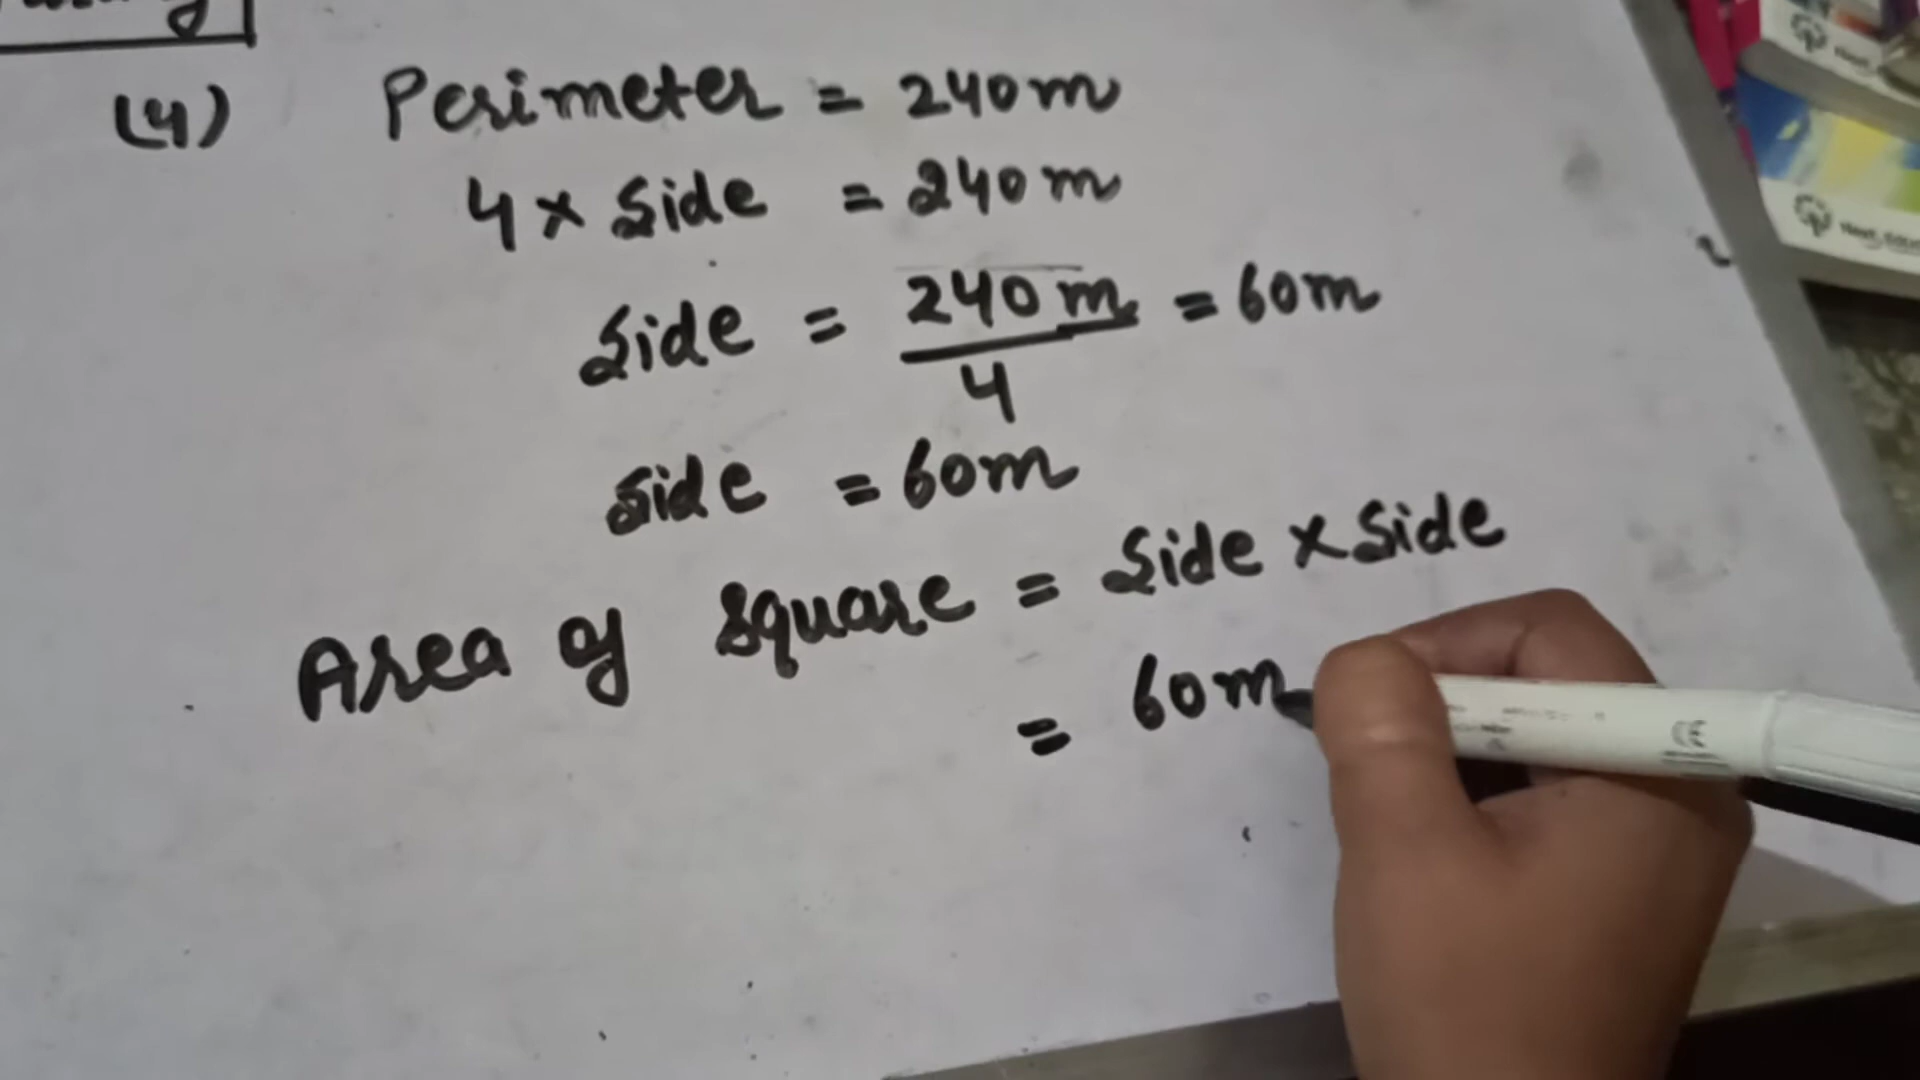 (4) Perimeter = 240m
4 × Side = 240m
Side = 240m/4 = 60m
Side = 60m
Area of square = Side × Side
= 60m